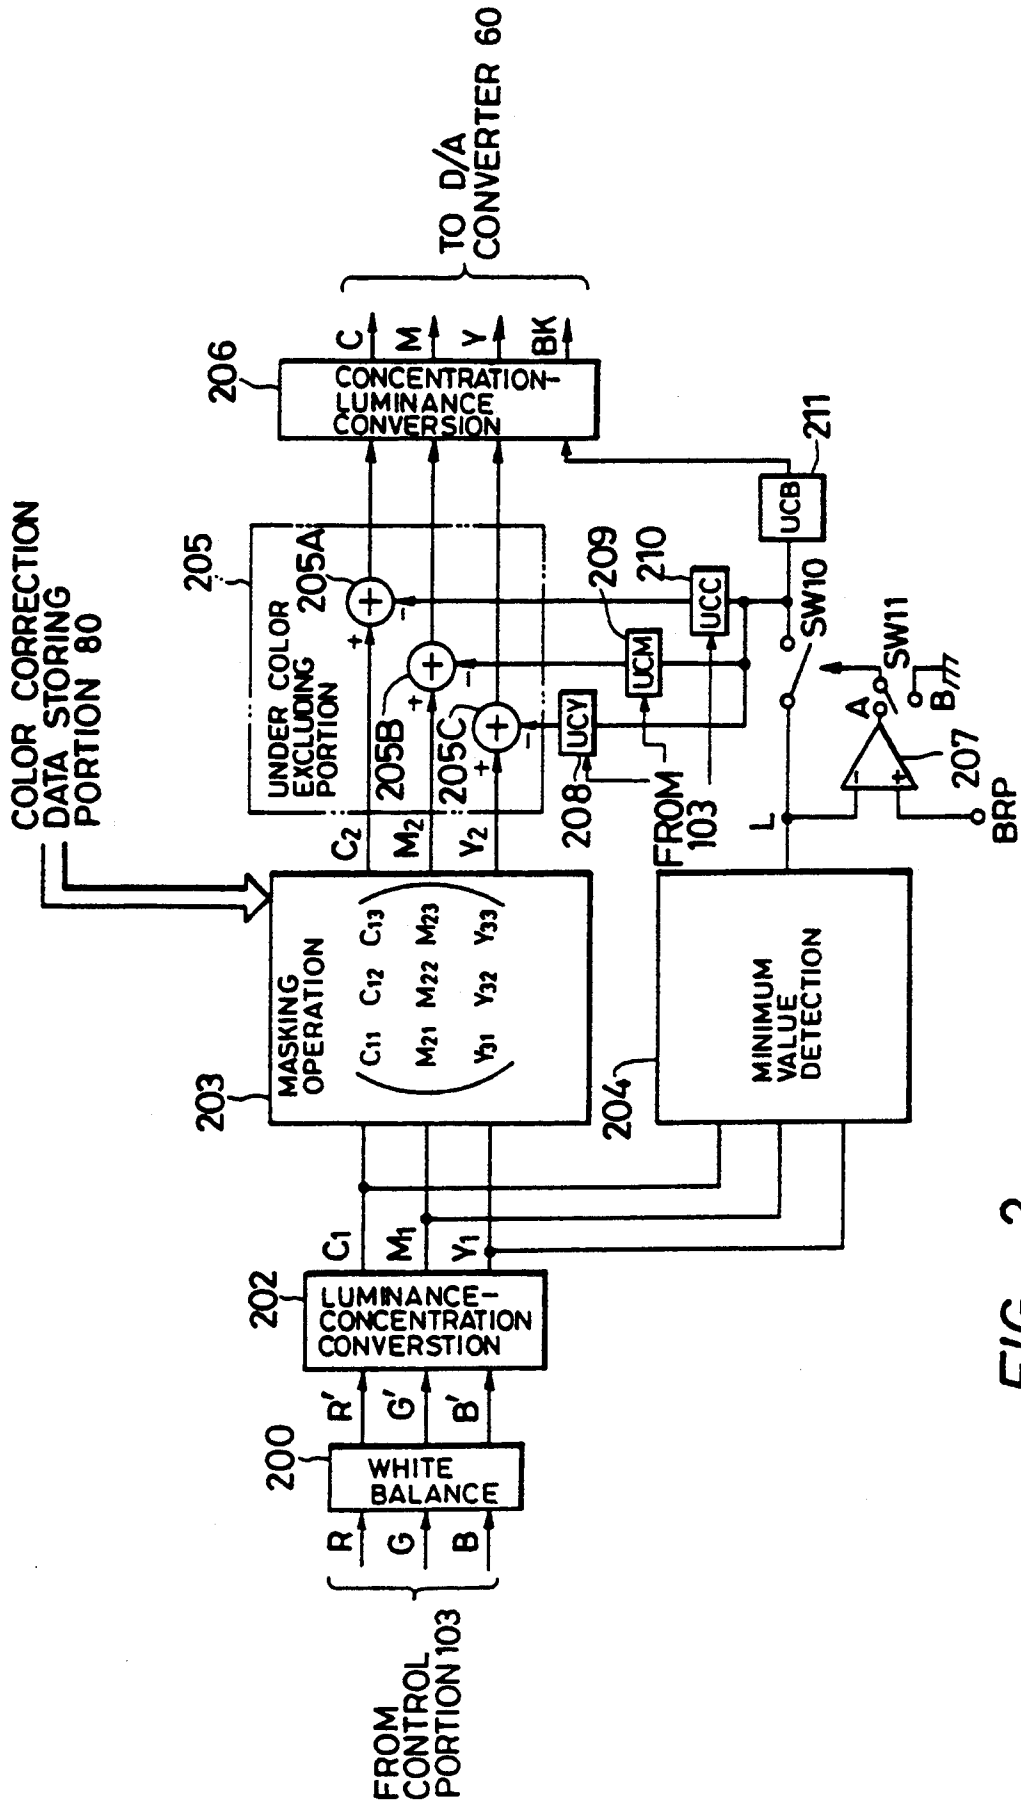 COLOR CORRECTION
DATA STORING
PORTION 80
FROM
CONTROL
PORTION 103
R
G
B
200
WHITE
BALANCE
R'
G'
B'
202
LUMINANCE-
CONCENTRATION
CONVERSTION
C1
M1
Y1
203
MASKING
OPERATION
C11 C12 C13
M21 M22 M23
Y31 Y32 Y33
C2
M2
Y2
204
MINIMUM
VALUE
DETECTION
205
UNDER COLOR
EXCLUDING
PORTION
205A
205B
205C
+
-
+
+
-
+
+
-
+
208
UCY
209
UCM
210
UCC
FROM
103
L
SW10
A
SW11
B
-
+
207
BRP
UCB
211
206
CONCENTRATION-
LUMINANCE
CONVERSION
C
M
Y
BK
TO D/A
CONVERTER 60